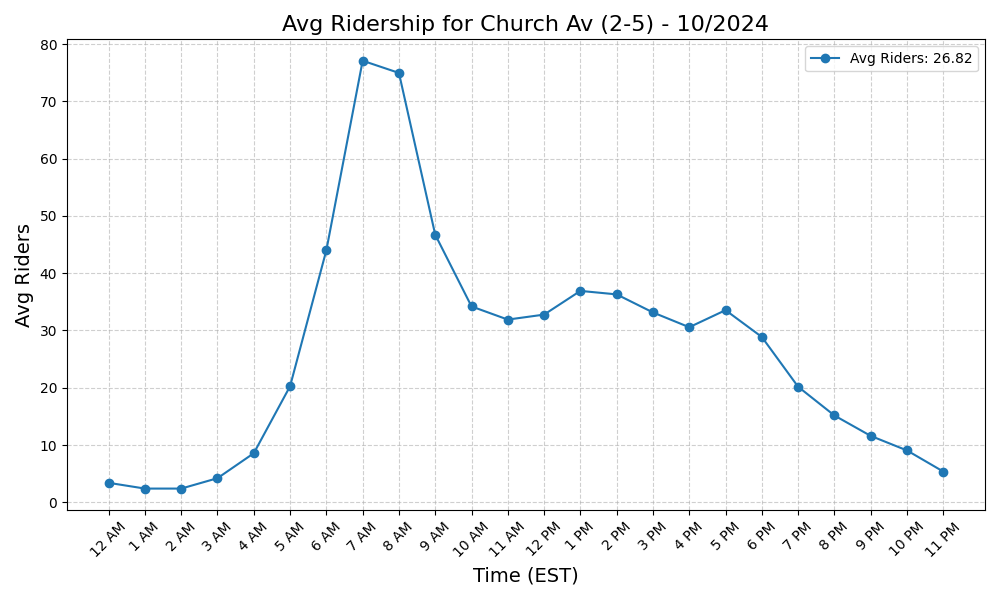 Avg Ridership for Church Av (2-5) - 10/2024
Avg Riders: 26.82
Avg Riders
80
70
60
50
40
30
20
10
0
12 AM
1 AM
2 AM
3 AM
4 AM
5 AM
6 AM
7 AM
8 AM
9 AM
10 AM
11 AM
12 PM
1 PM
2 PM
3 PM
4 PM
5 PM
6 PM
7 PM
8 PM
9 PM
10 PM
11 PM
Time (EST)